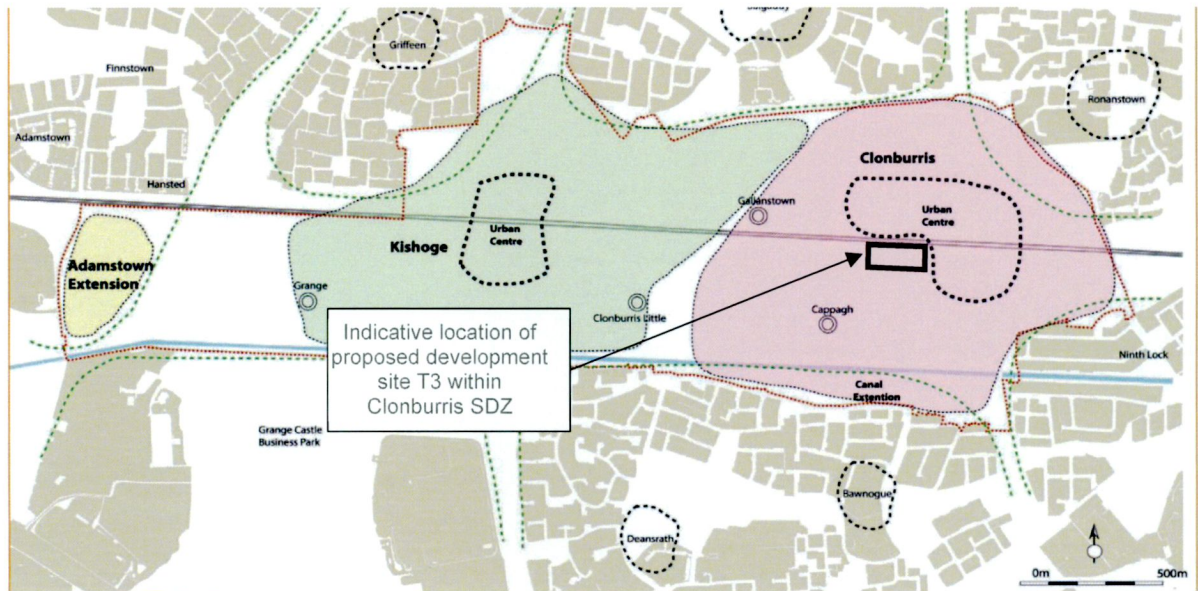 Griffeen
Finnstown
Ronanstown
Adamstown
Clonburris
Hansted
Gallanstown
Urban
Centre
Urban
Centre
Kishoge
Adamstown
Extension
Grange
Clonburris Little
Cappagh
Indicative location of
proposed development
site T3 within
Clonburris SDZ
Ninth Lock
Canal
Extention
Grange Castle
Business Park
Bawnogue
Deansrath
0m
500m